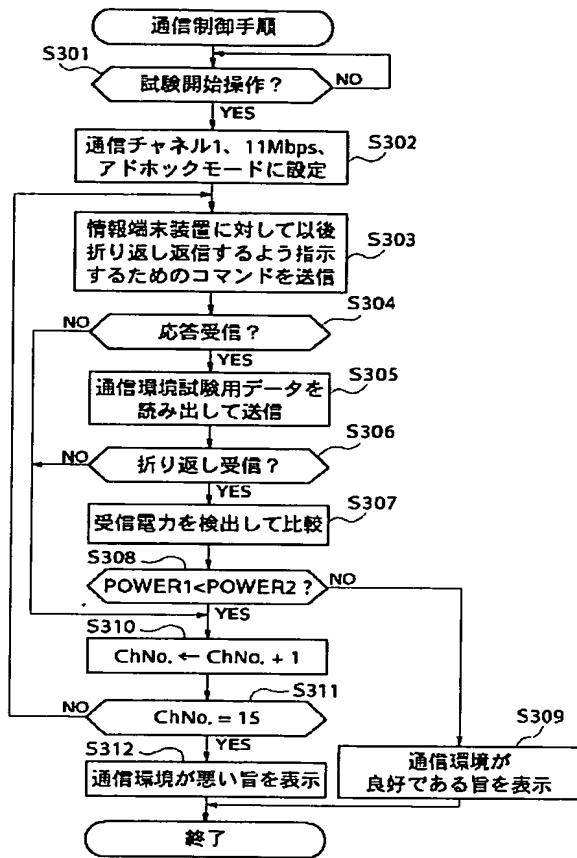 通信制御手順
S301
試験開始操作?
NO
YES
通信チャネル1、11Mbps、
アドホックモードに設定
S302
情報端末装置に対して以後
折り返し返信するよう指示
するためのコマンドを送信
S303
S304
NO
応答受信?
YES
通信環境試験用データを
読み出して送信
S305
S306
NO
折り返し受信?
YES
S307
受信電力を検出して比較
S308
POWER1<POWER2?
NO
YES
S310
ChNo. ← ChNo. + 1
S311
NO
ChNo. = 15
YES
S312
通信環境が悪い旨を表示
S309
通信環境が
良好である旨を表示
終了